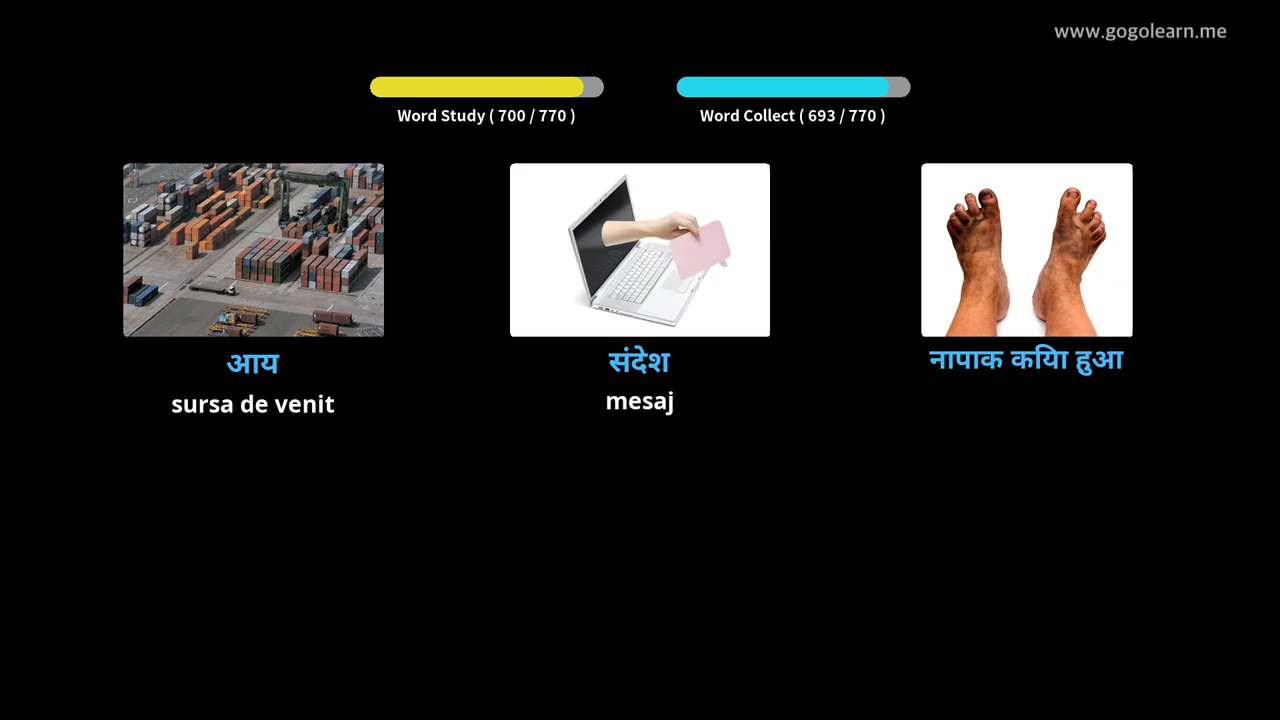 www.gogolearn.me
Word Study ( 700 / 770 )
Word Collect ( 693 / 770 )
आय
sursa de venit
संदेश
mesaj
नापाक कयिा हुआ